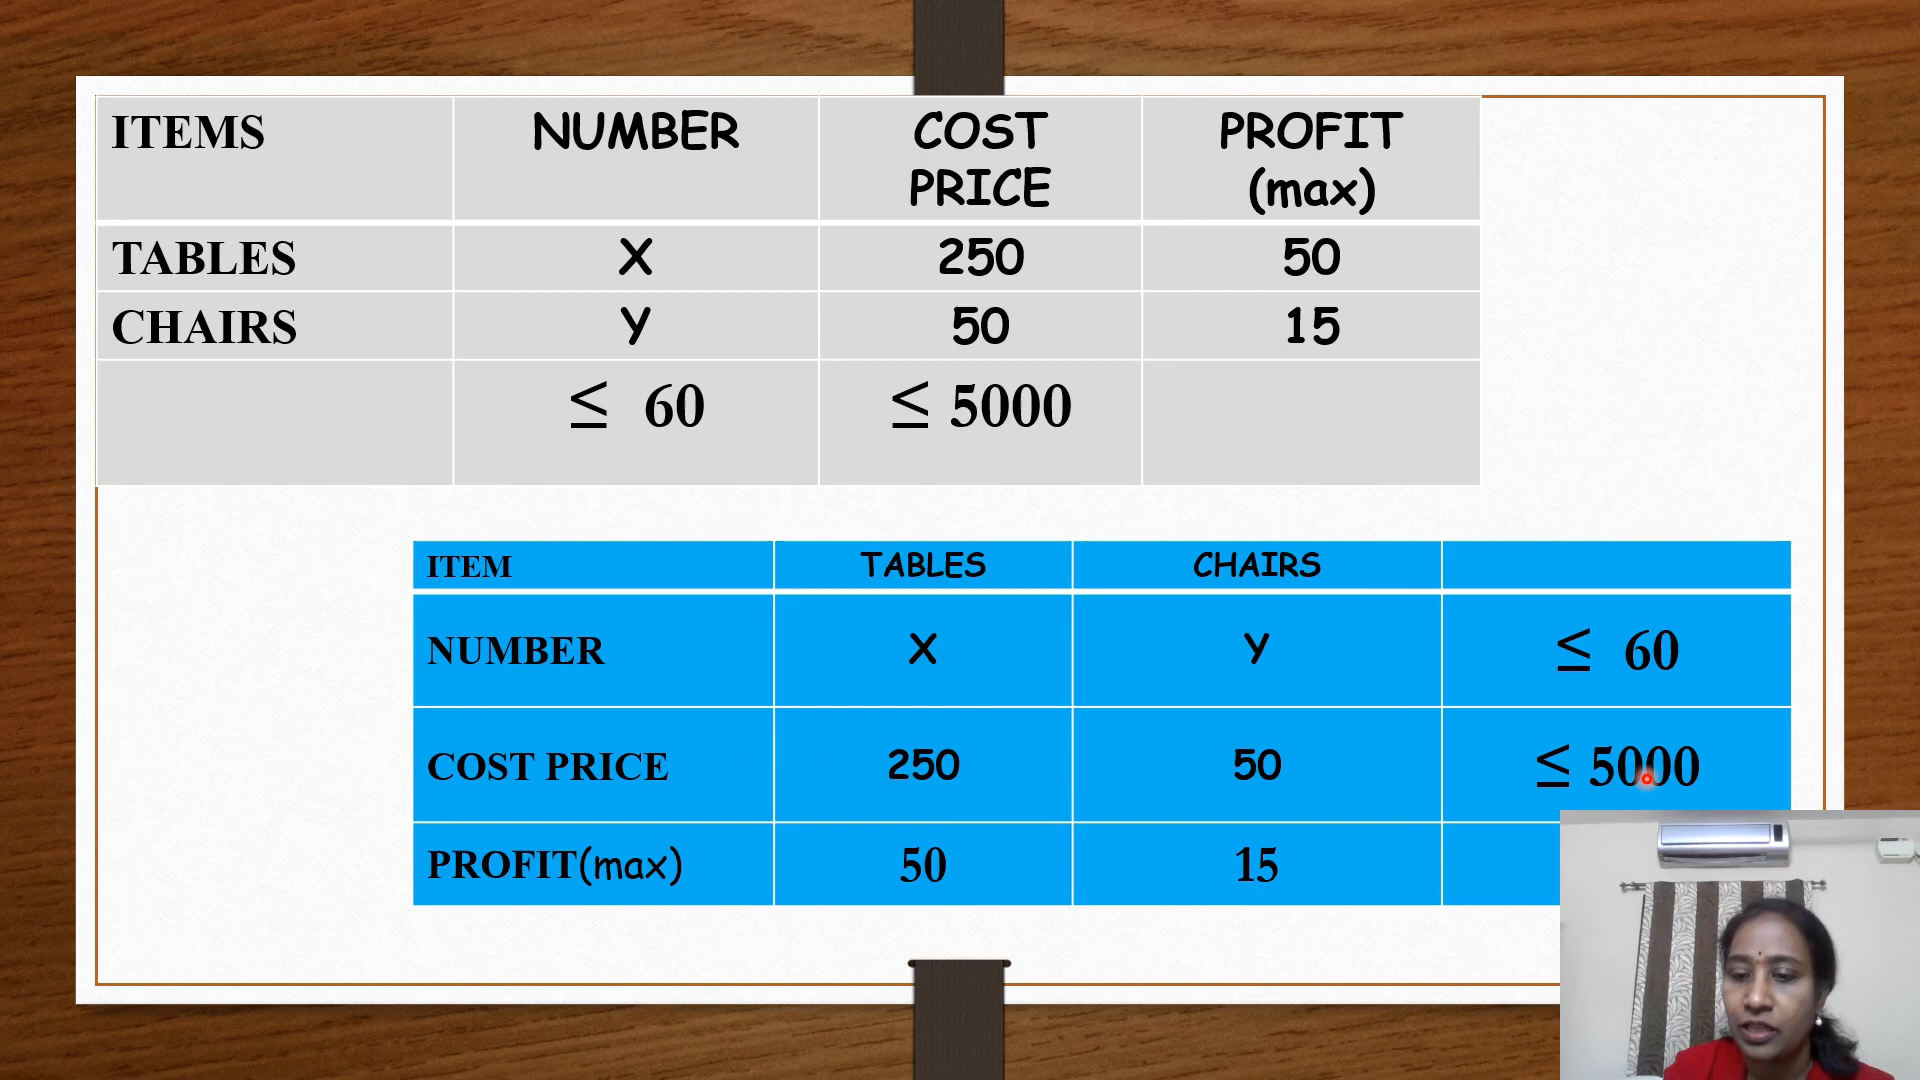 ITEMS NUMBER COST PRICE PROFIT (max)
TABLES X 250 50
CHAIRS Y 50 15
≤ 60 ≤ 5000
ITEM TABLES CHAIRS
NUMBER X Y ≤ 60
COST PRICE 250 50 ≤ 5000
PROFIT(max) 50 15